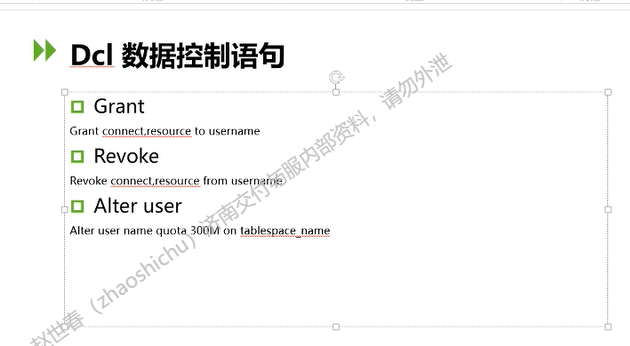 Dcl 数据控制语句
Grant
Grant connect,resource to username
Revoke
Revoke connect,resource from username
Alter user
Alter user name quota 300M on tablespace_name
赵世春（zhaoshichu）济南交付与服内部资料，请勿外泄